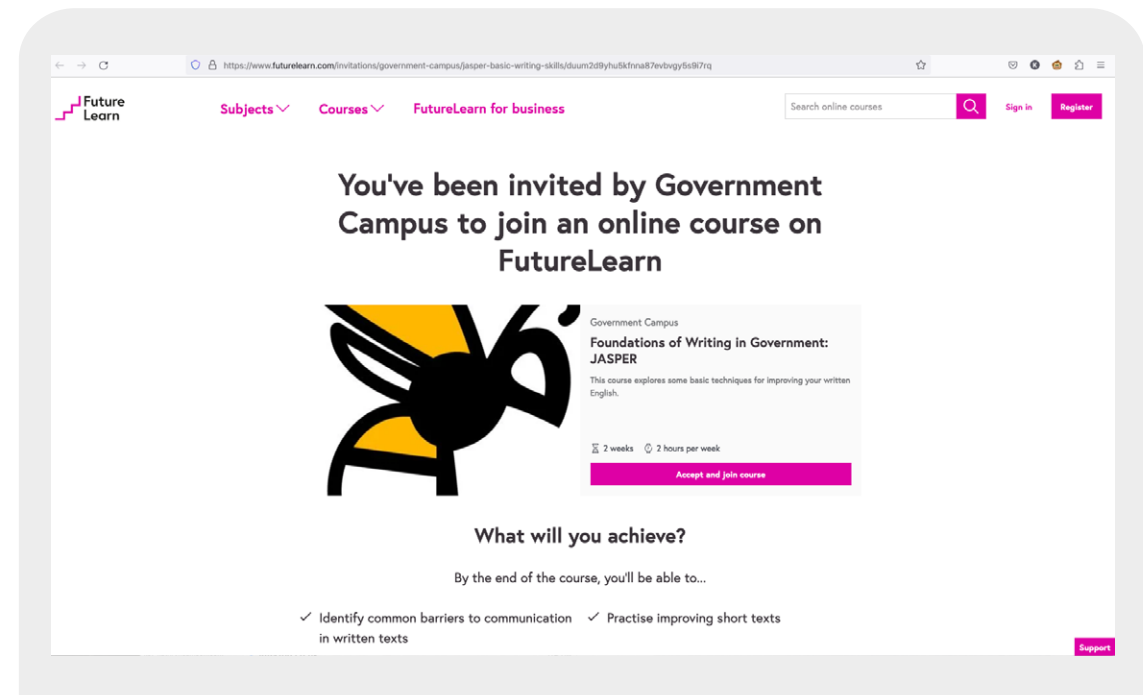 https://www.futurelearn.com/invitations/government-campus/jasper-basic-writing-skills/duurn2d9yhu5kfnna87evbvgy6s9i7rq
Future
Learn
Subjects
Courses
FutureLearn for business
Search online courses
Sign in
Register
You've been invited by Government
Campus to join an online course on
FutureLearn
Government Campus
Foundations of Writing in Government:
JASPER
This course explores some basic techniques for improving your written
English.
2 weeks
2 hours per week
Accept and join course
What will you achieve?
By the end of the course, you'll be able to...
Identify common barriers to communication
in written texts
Practise improving short texts
Support